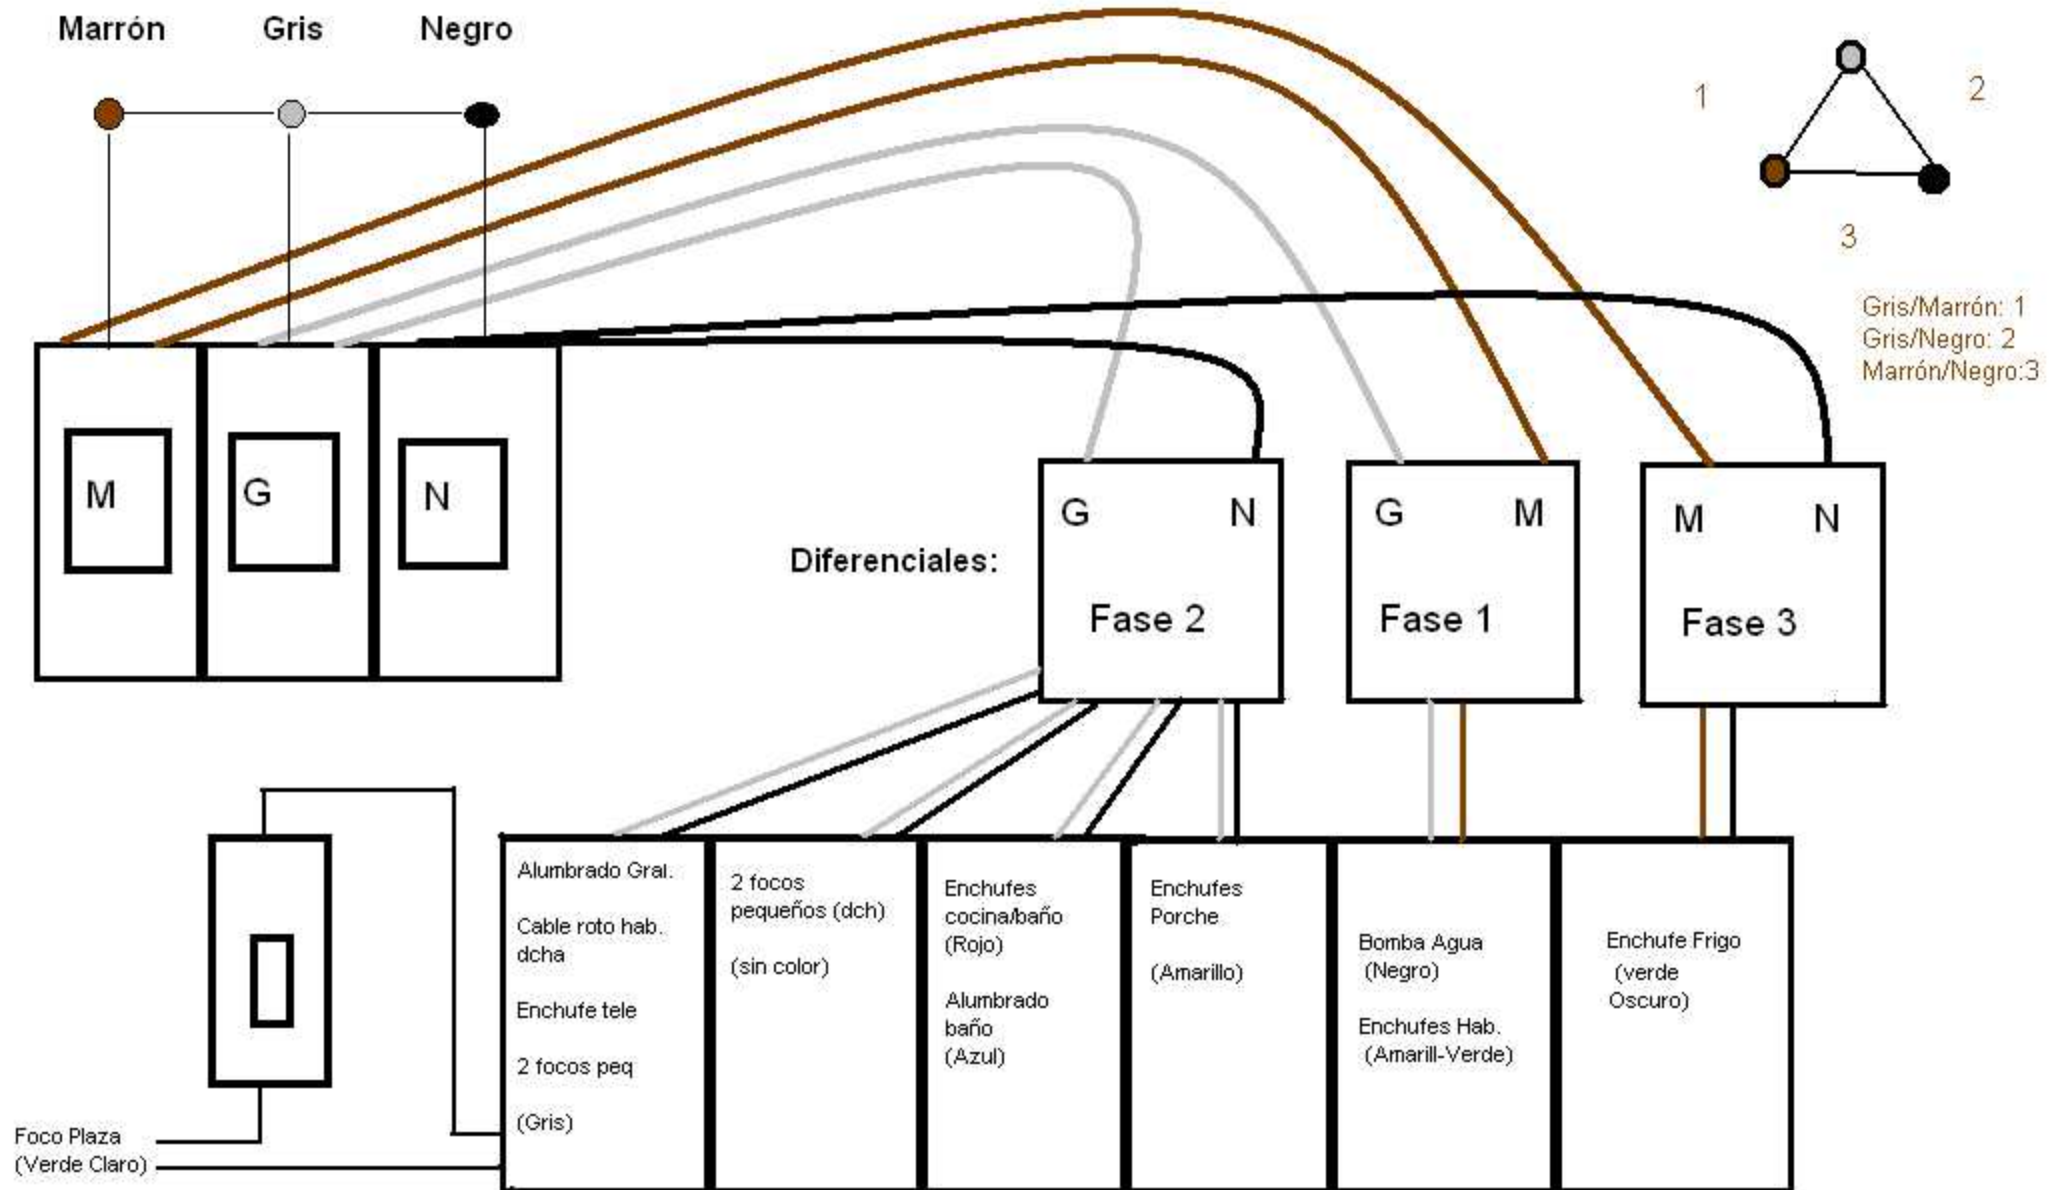 Marrón
Gris
Negro
1
2
3
Gris/Marrón: 1
Gris/Negro: 2
Marrón/Negro:3
M
G
N
Diferenciales:
G
N
Fase 2
G
M
Fase 1
M
N
Fase 3
Alumbrado Gral.
Cable roto hab.
dcha
Enchufe tele
2 focos peq
(Gris)
2 focos
pequeños (dch)
(sin color)
Enchufes
cocina/baño
(Rojo)
Alumbrado
baño
(Azul)
Enchufes
Porche
(Amarillo)
Bomba Agua
(Negro)
Enchufes Hab.
(Amarill-Verde)
Enchufe Frigo
(verde
Oscuro)
Foco Plaza
(Verde Claro)